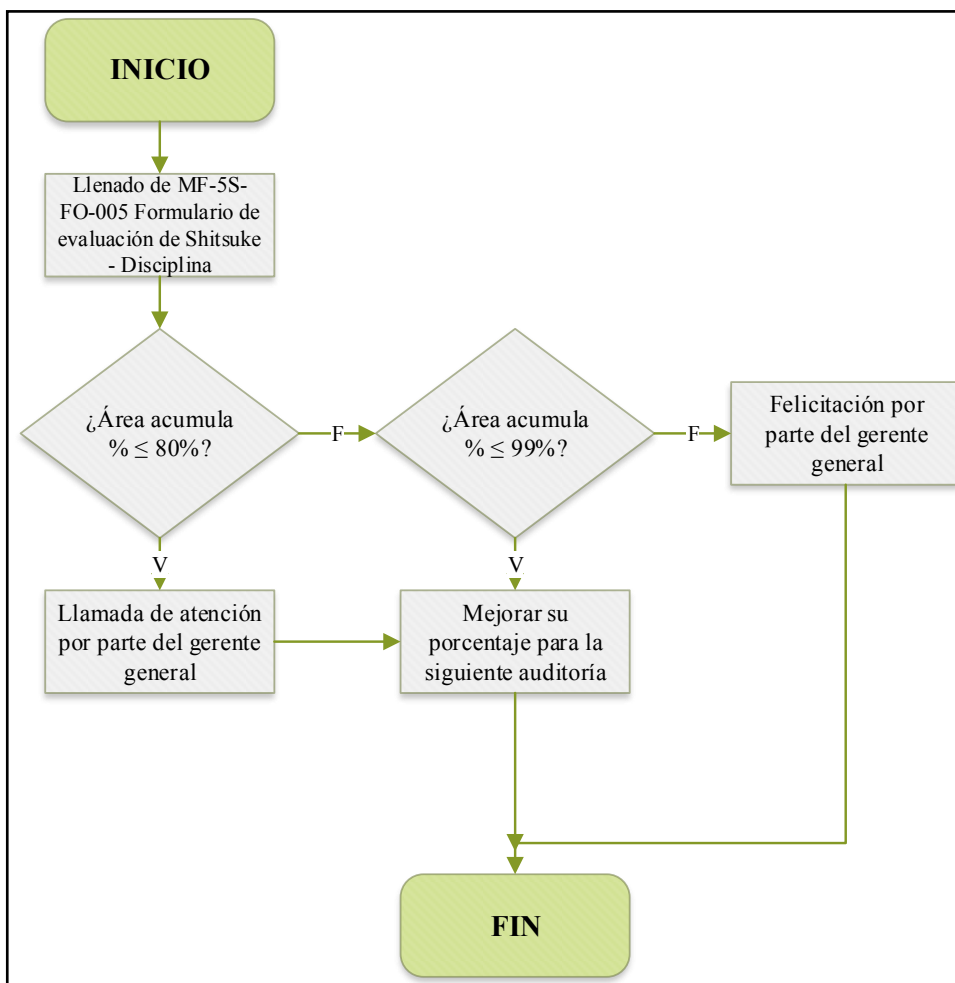 INICIO
Llenado de MF-5S-
FO-005 Formulario de
evaluación de Shitsuke
- Disciplina
¿Área acumula
% ≤ 80%?
F
¿Área acumula
% ≤ 99%?
F
Felicitación por
parte del gerente
general
V
V
Llamada de atención
por parte del gerente
general
Mejorar su
porcentaje para la
siguiente auditoría
FIN